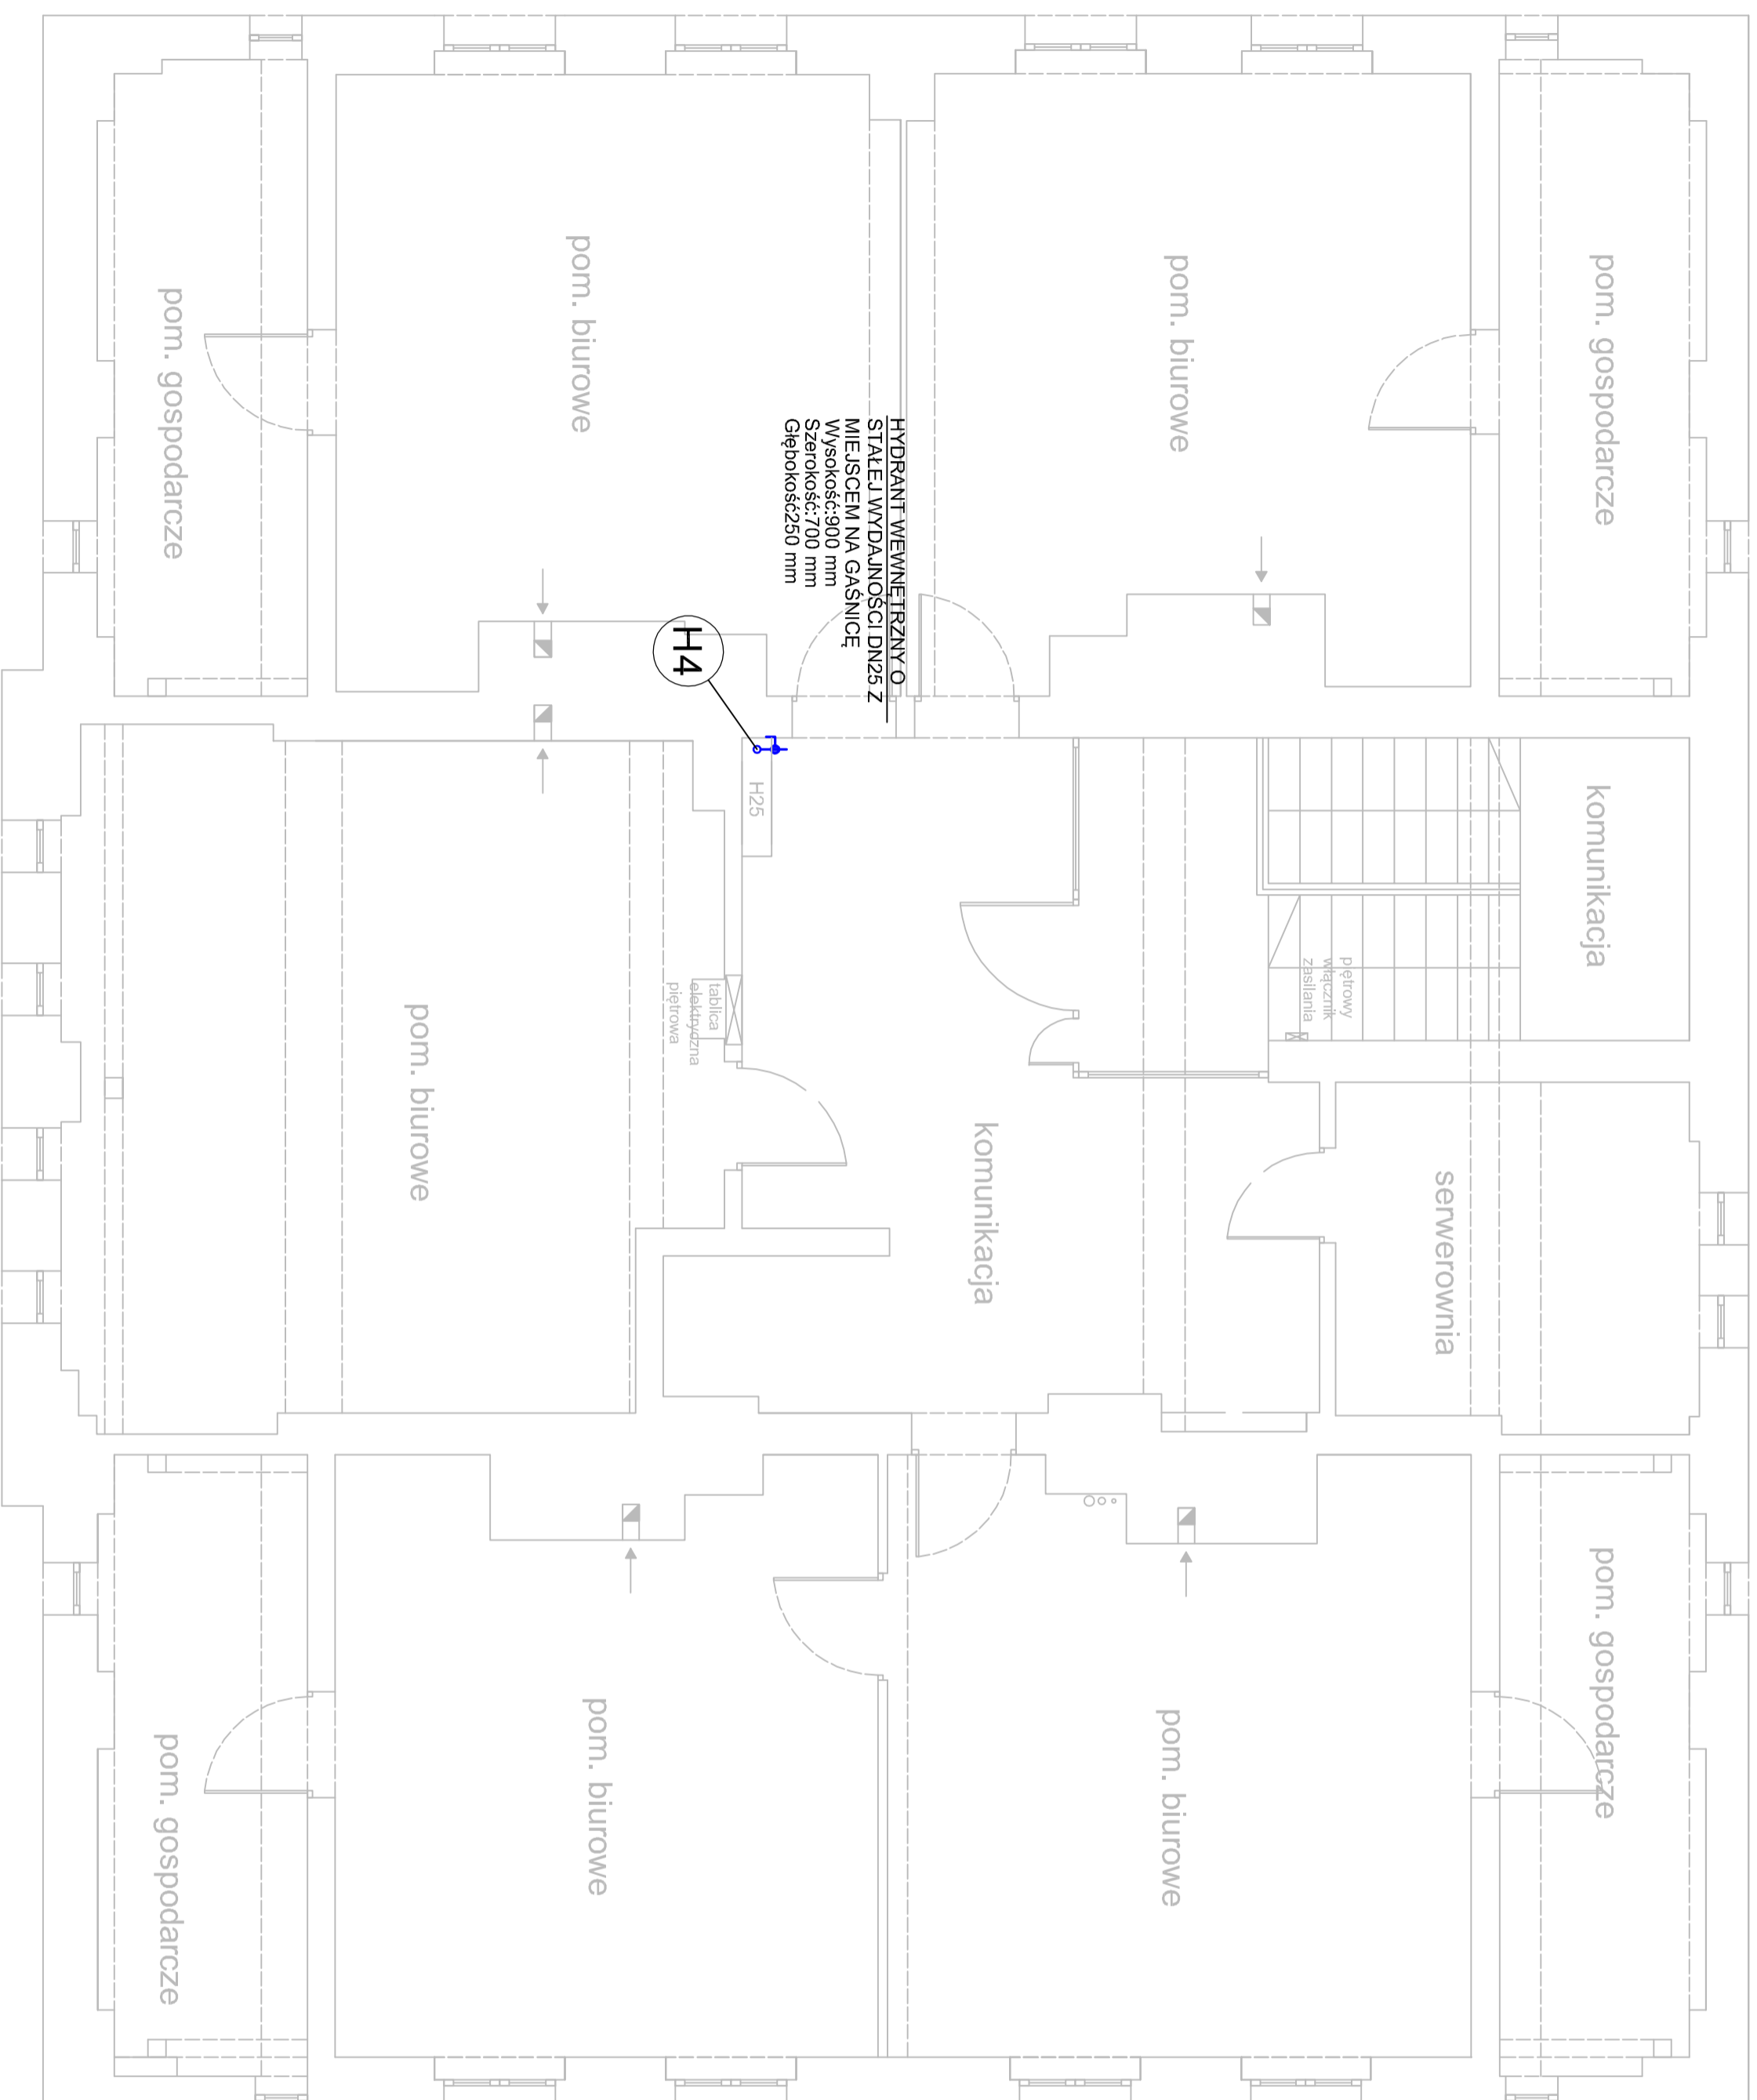 pom. gospodarcze
pom. biurowe
pom. biurowe
pom. gospodarcze
HYDRANT WEWNĘTRZNY O
STAŁEJ WYDAJNOŚCI DN25 Z
MIEJSCEM NA GAŚNICĘ
Wysokość:900 mm
Szerokość:700 mm
Głębokość250 mm
H4
H25
komunikacja
piętrowy
włącznik
zasilania
tablica
elektryczna
piętrowa
pom. biurowe
komunikacja
serwerownia
pom. gospodarcze
pom. biurowe
pom. biurowe
pom. gospodarcze